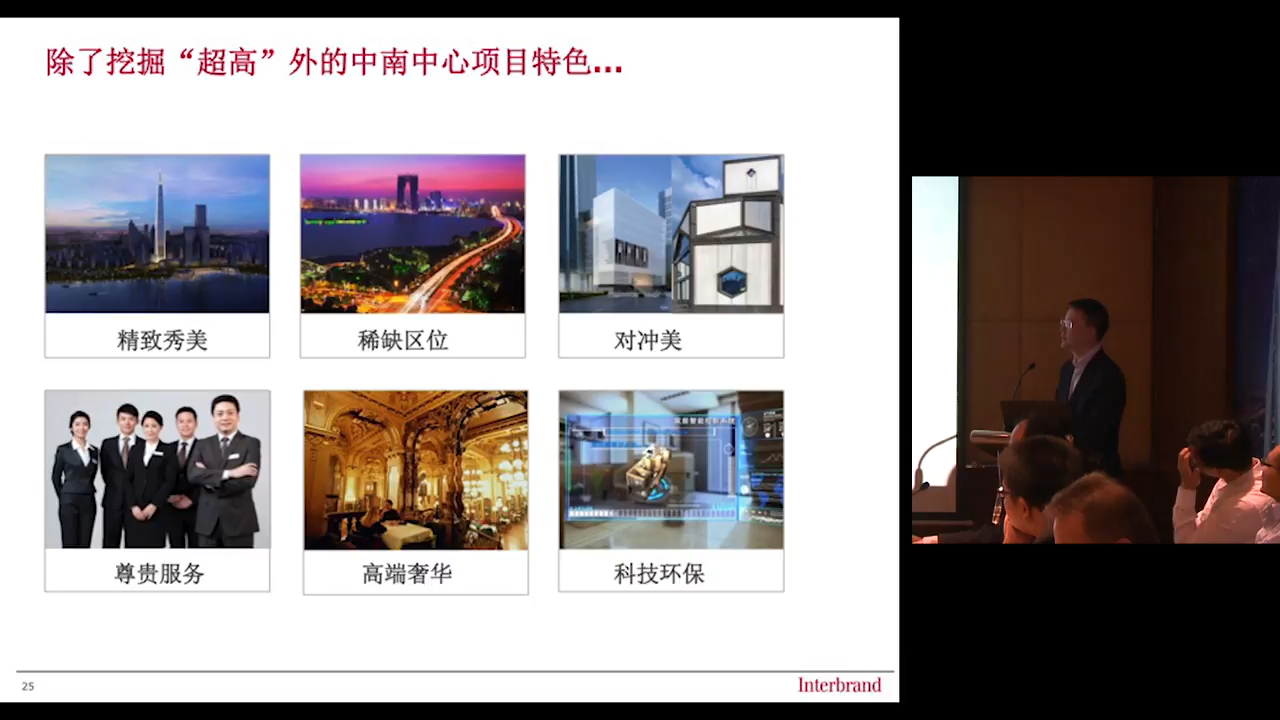 除了挖掘“超高”外的中南中心项目特色...
精致秀美
稀缺区位
对冲美
尊贵服务
高端奢华
科技环保
25
Interbrand